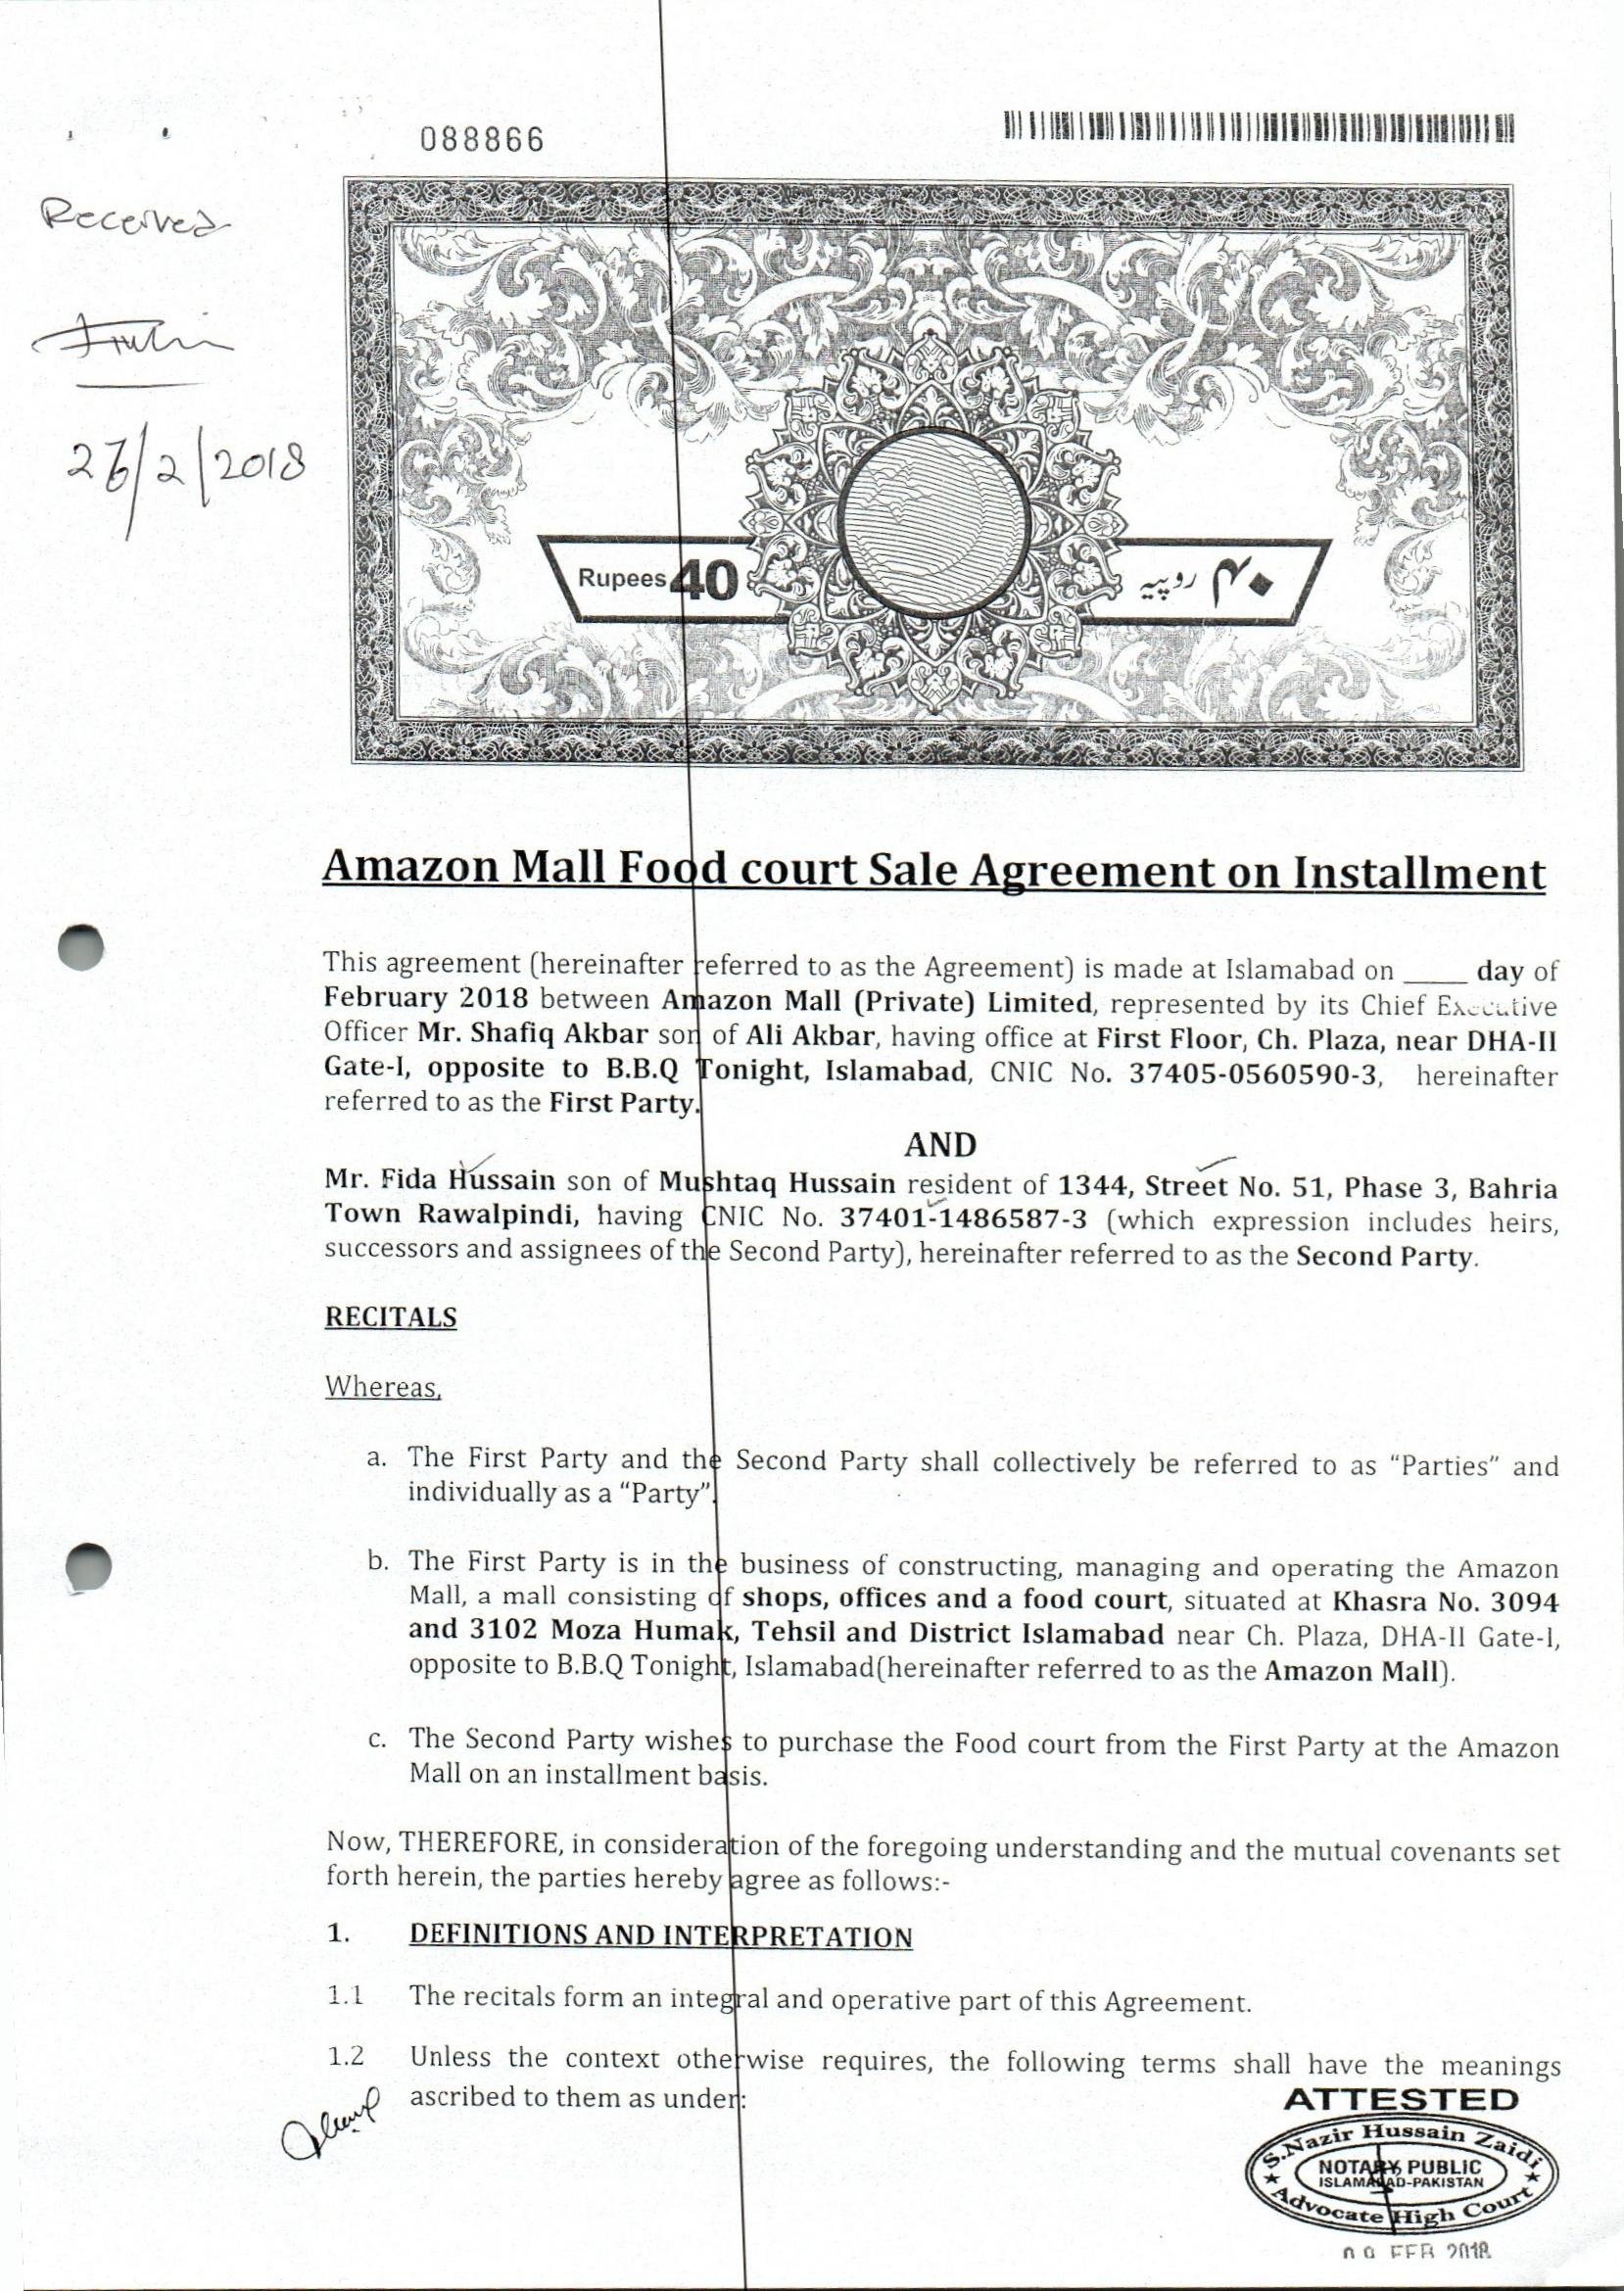 088866
Received
26/2/2018
Rupees 40
۴۰ روپیہ
Amazon Mall Food court Sale Agreement on Installment
This agreement (hereinafter referred to as the Agreement) is made at Islamabad on _____ day of
February 2018 between Amazon Mall (Private) Limited, represented by its Chief Executive
Officer Mr. Shafiq Akbar son of Ali Akbar, having office at First Floor, Ch. Plaza, near DHA-II
Gate-I, opposite to B.B.Q Tonight, Islamabad, CNIC No. 37405-0560590-3, hereinafter
referred to as the First Party.
AND
Mr. Fida Hussain son of Mushtaq Hussain resident of 1344, Street No. 51, Phase 3, Bahria
Town Rawalpindi, having CNIC No. 37401-1486587-3 (which expression includes heirs,
successors and assignees of the Second Party), hereinafter referred to as the Second Party.
RECITALS
Whereas,
a. The First Party and the Second Party shall collectively be referred to as “Parties” and
individually as a “Party”.
b. The First Party is in the business of constructing, managing and operating the Amazon
Mall, a mall consisting of shops, offices and a food court, situated at Khasra No. 3094
and 3102 Moza Humak, Tehsil and District Islamabad near Ch. Plaza, DHA-II Gate-I,
opposite to B.B.Q Tonight, Islamabad(hereinafter referred to as the Amazon Mall).
c. The Second Party wishes to purchase the Food court from the First Party at the Amazon
Mall on an installment basis.
Now, THEREFORE, in consideration of the foregoing understanding and the mutual covenants set
forth herein, the parties hereby agree as follows:-
1. DEFINITIONS AND INTERPRETATION
1.1 The recitals form an integral and operative part of this Agreement.
1.2 Unless the context otherwise requires, the following terms shall have the meanings
ascribed to them as under:
ATTESTED
S.Nazir Hussain Zaidi
NOTARY PUBLIC
ISLAMABAD-PAKISTAN
Advocate High Court
09 FEB 2018